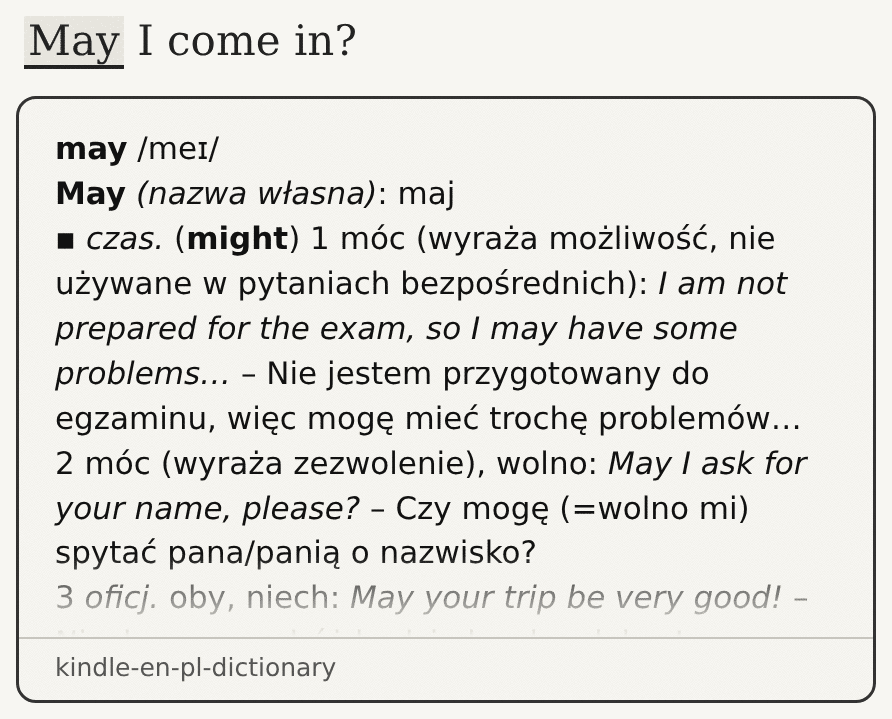 May I come in?
may /meɪ/
May (nazwa własna): maj
▪ czas. (might) 1 móc (wyraża możliwość, nie
używane w pytaniach bezpośrednich): I am not
prepared for the exam, so I may have some
problems… – Nie jestem przygotowany do
egzaminu, więc mogę mieć trochę problemów…
2 móc (wyraża zezwolenie), wolno: May I ask for
your name, please? – Czy mogę (=wolno mi)
spytać pana/panią o nazwisko?
3 oficj. oby, niech: May your trip be very good! –
kindle-en-pl-dictionary